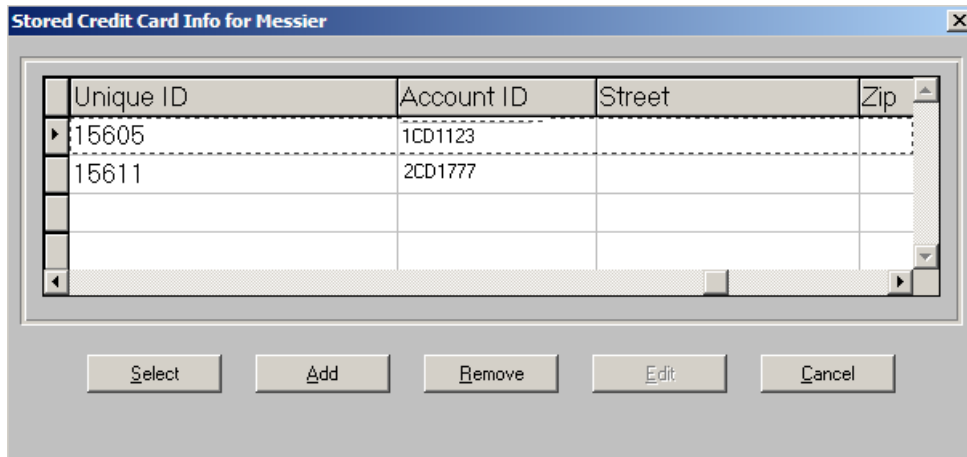 Stored Credit Card Info for Messier
Unique ID Account ID Street Zip
15605 1CD1123
15611 2CD1777
Select Add Remove Edit Cancel